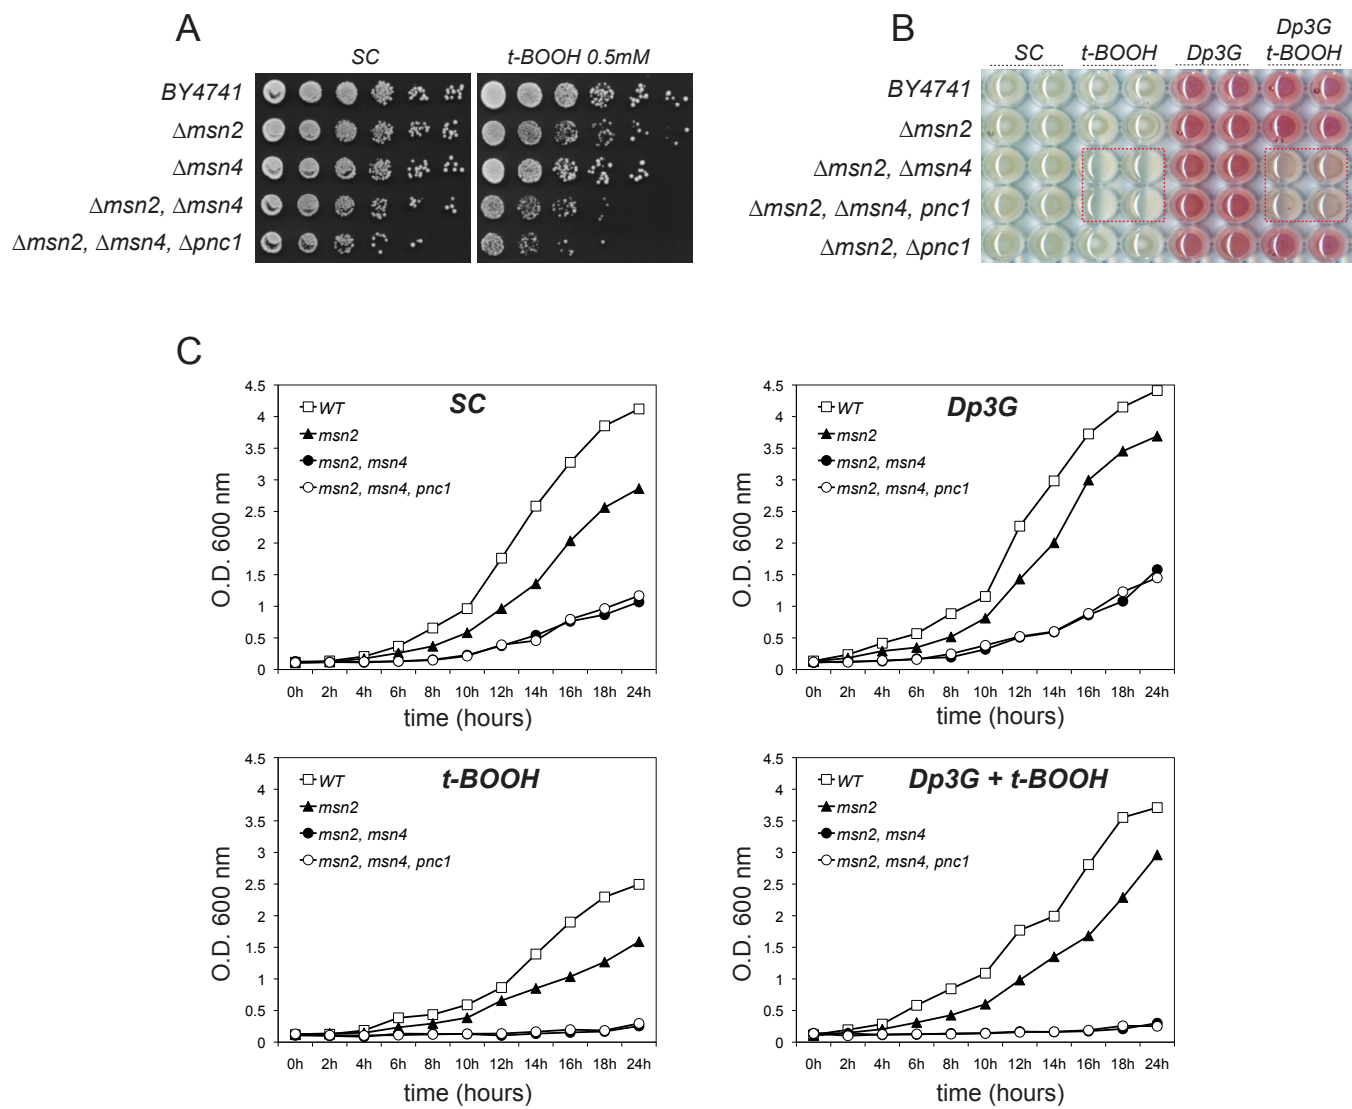 A
SC
t-BOOH 0.5mM
BY4741
Δmsn2
Δmsn4
Δmsn2, Δmsn4
Δmsn2, Δmsn4, Δpnc1
B
SC
t-BOOH
Dp3G
Dp3G
t-BOOH
BY4741
Δmsn2
Δmsn2, Δmsn4
Δmsn2, Δmsn4, pnc1
Δmsn2, Δpnc1
C
SC
WT
msn2
msn2, msn4
msn2, msn4, pnc1
O.D. 600 nm
4.5
4
3.5
3
2.5
2
1.5
1
0.5
0
0h 2h 4h 6h 8h 10h 12h 14h 16h 18h 24h
time (hours)
Dp3G
WT
msn2
msn2, msn4
msn2, msn4, pnc1
O.D. 600 nm
4.5
4
3.5
3
2.5
2
1.5
1
0.5
0
0h 2h 4h 6h 8h 10h 12h 14h 16h 18h 24h
time (hours)
t-BOOH
WT
msn2
msn2, msn4
msn2, msn4, pnc1
O.D. 600 nm
4.5
4
3.5
3
2.5
2
1.5
1
0.5
0
0h 2h 4h 6h 8h 10h 12h 14h 16h 18h 24h
time (hours)
Dp3G + t-BOOH
WT
msn2
msn2, msn4
msn2, msn4, pnc1
O.D. 600 nm
4.5
4
3.5
3
2.5
2
1.5
1
0.5
0
0h 2h 4h 6h 8h 10h 12h 14h 16h 18h 24h
time (hours)